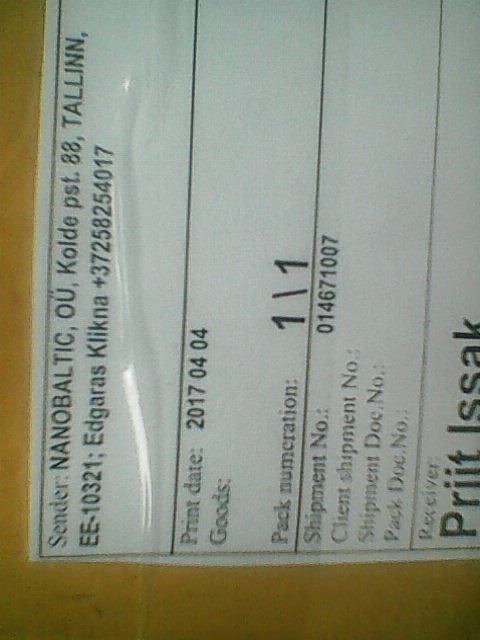 Sender: NANOBALTIC, OÜ, Kolde pst. 88, TALLINN,
EE-10321; Edgaras Klikna +37258254017
Print date: 2017 04 04
Goods:
Pack numeration: 1 \ 1
Shipment No.: 014671007
Client shipment No.:
Shipment Doc.No.:
Pack Doc.No.:
Receiver:
Priit Issak